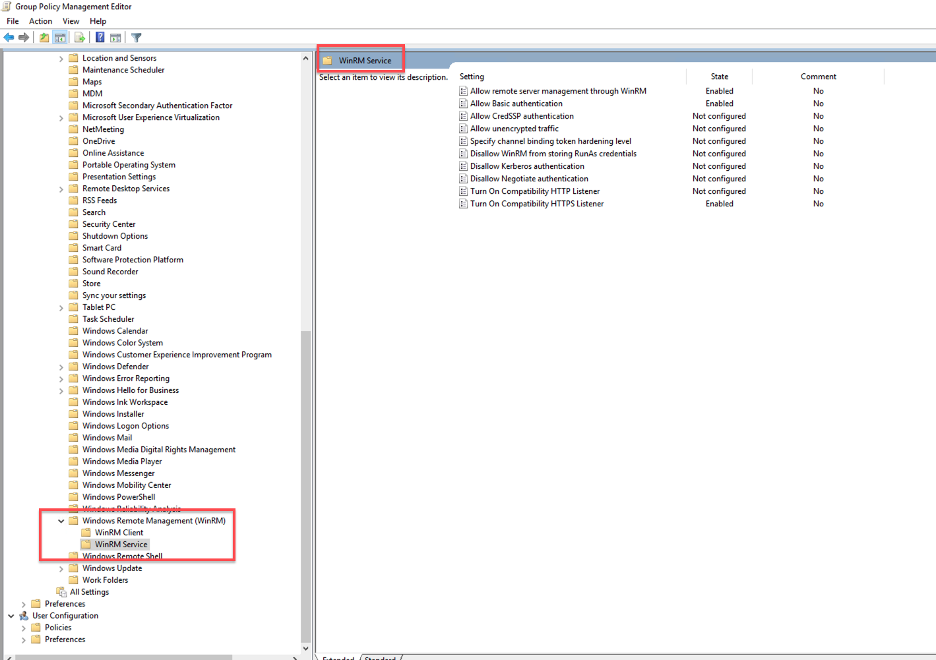 Group Policy Management Editor
File Action View Help
Location and Sensors
Maintenance Scheduler
Maps
MDM
Microsoft Secondary Authentication Factor
Microsoft User Experience Virtualization
NetMeeting
OneDrive
Online Assistance
Portable Operating System
Presentation Settings
Remote Desktop Services
RSS Feeds
Search
Security Center
Shutdown Options
Smart Card
Software Protection Platform
Sound Recorder
Store
Sync your settings
Tablet PC
Task Scheduler
Windows Calendar
Windows Color System
Windows Customer Experience Improvement Program
Windows Defender
Windows Error Reporting
Windows Hello for Business
Windows Ink Workspace
Windows Installer
Windows Logon Options
Windows Mail
Windows Media Digital Rights Management
Windows Media Player
Windows Messenger
Windows Mobility Center
Windows PowerShell
Windows Reliability Analysis
Windows Remote Management (WinRM)
WinRM Client
WinRM Service
Windows Remote Shell
Windows Update
Work Folders
All Settings
Preferences
User Configuration
Policies
Preferences
WinRM Service
Select an item to view its description.
Setting State Comment
Allow remote server management through WinRM Enabled No
Allow Basic authentication Enabled No
Allow CredSSP authentication Not configured No
Allow unencrypted traffic Not configured No
Specify channel binding token hardening level Not configured No
Disallow WinRM from storing RunAs credentials Not configured No
Disallow Kerberos authentication Not configured No
Disallow Negotiate authentication Not configured No
Turn On Compatibility HTTP Listener Not configured No
Turn On Compatibility HTTPS Listener Enabled No
Extended Standard